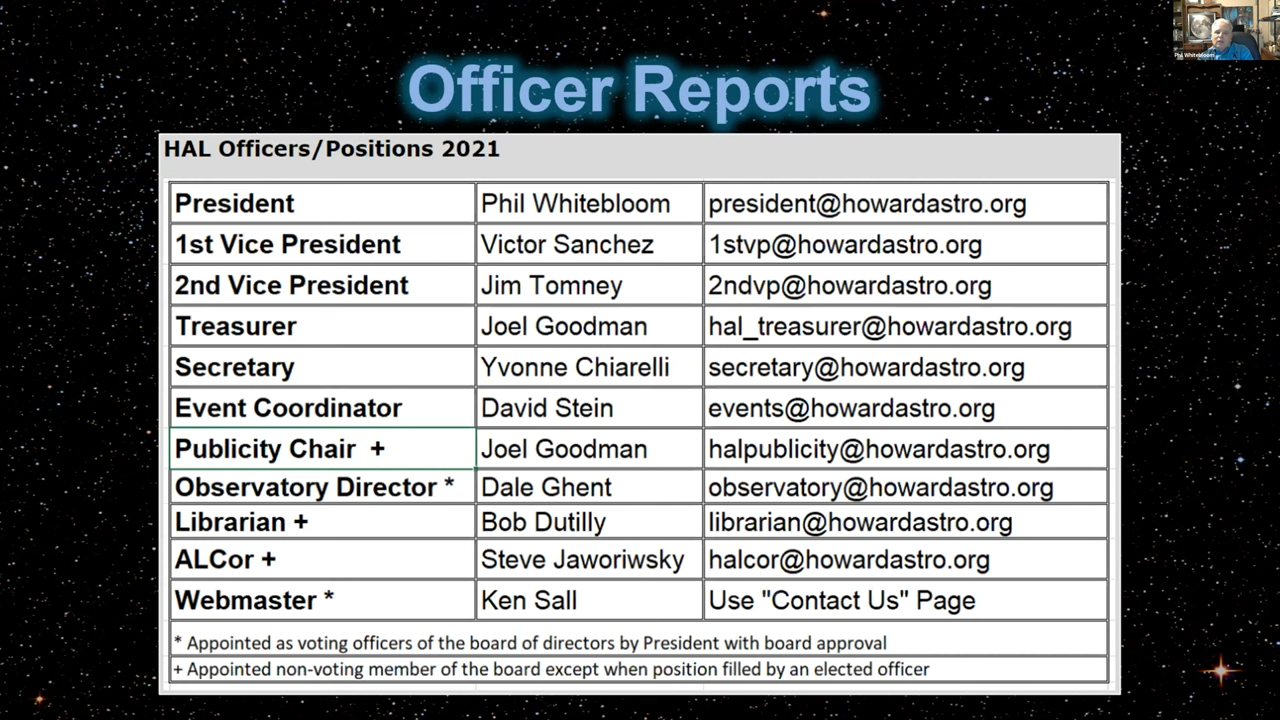 Phil Whitebloom
Officer Reports
HAL Officers/Positions 2021
President Phil Whitebloom president@howardastro.org
1st Vice President Victor Sanchez 1stvp@howardastro.org
2nd Vice President Jim Tomney 2ndvp@howardastro.org
Treasurer Joel Goodman hal_treasurer@howardastro.org
Secretary Yvonne Chiarelli secretary@howardastro.org
Event Coordinator David Stein events@howardastro.org
Publicity Chair + Joel Goodman halpublicity@howardastro.org
Observatory Director * Dale Ghent observatory@howardastro.org
Librarian + Bob Dutilly librarian@howardastro.org
ALCor + Steve Jaworiwsky halcor@howardastro.org
Webmaster * Ken Sall Use "Contact Us" Page
* Appointed as voting officers of the board of directors by President with board approval
+ Appointed non-voting member of the board except when position filled by an elected officer